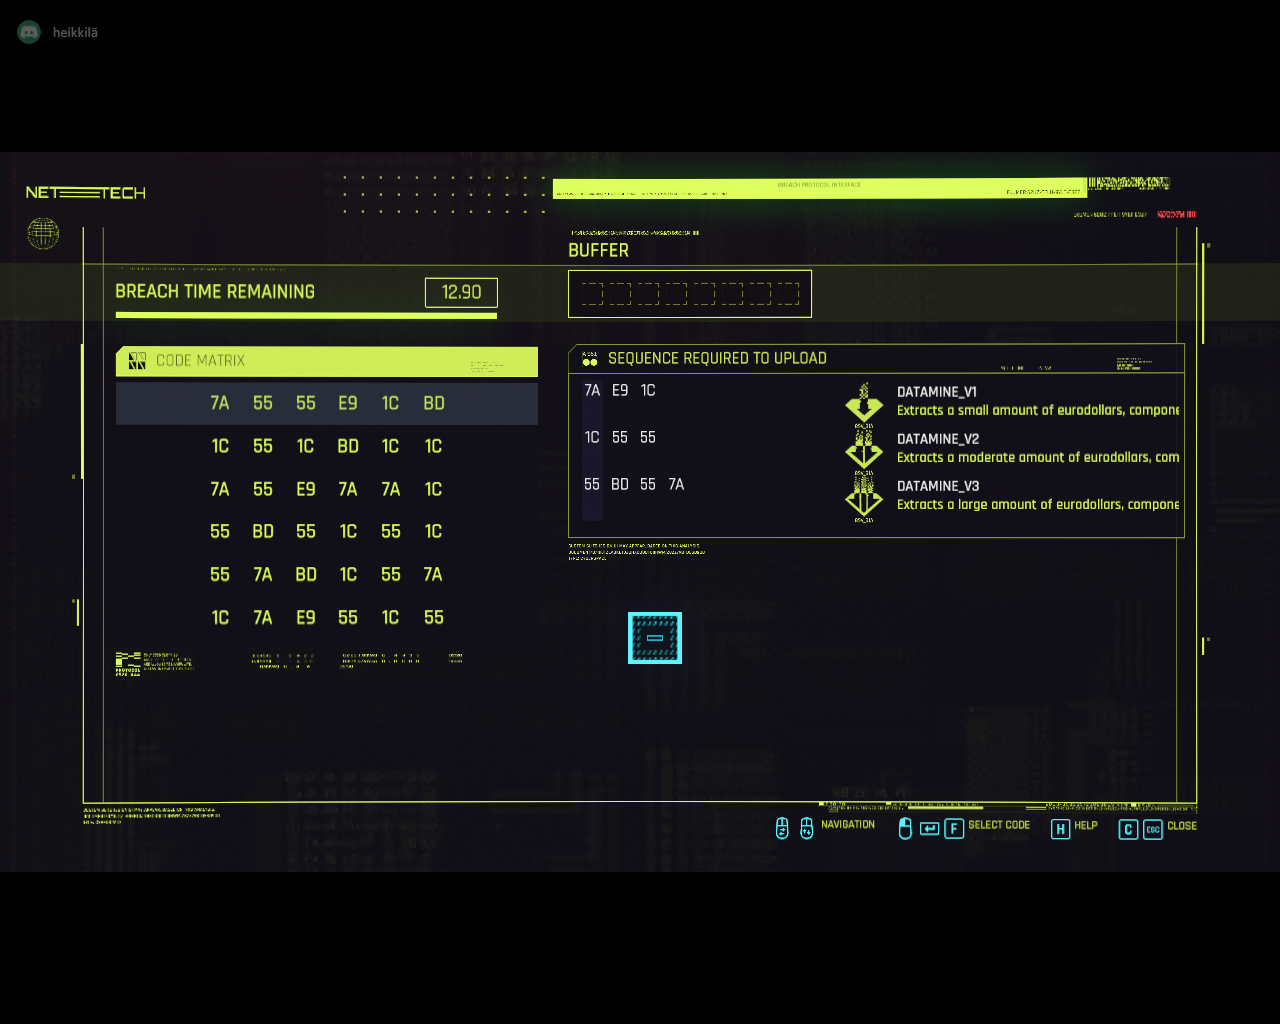 heikkilä
NET TECH
BREACH PROTOCOL INTERFACE
BUFFER
BREACH TIME REMAINING 12.90
CODE MATRIX
SEQUENCE REQUIRED TO UPLOAD
7A 55 55 E9 1C BD
1C 55 1C BD 1C 1C
7A 55 E9 7A 7A 1C
55 BD 55 1C 55 1C
55 7A BD 1C 55 7A
1C 7A E9 55 1C 55
7A E9 1C
DATAMINE_V1
Extracts a small amount of eurodollars, compone
1C 55 55
DATAMINE_V2
Extracts a moderate amount of eurodollars, com
55 BD 55 7A
DATAMINE_V3
Extracts a large amount of eurodollars, compone
NAVIGATION F SELECT CODE H HELP C ESC CLOSE